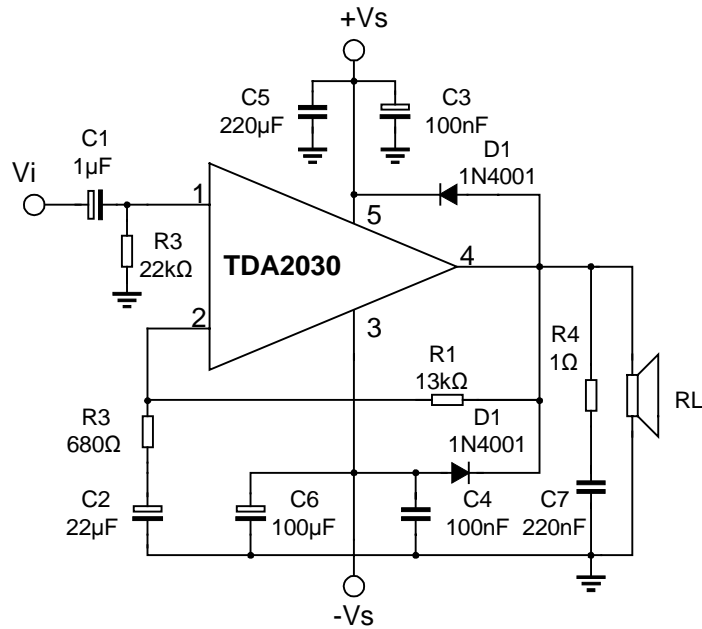 +Vs
C5
220µF
C3
100nF
C1
1µF
D1
1N4001
Vi
1
5
R3
22kΩ
TDA2030
4
2
3
R4
1Ω
R1
13kΩ
RL
R3
680Ω
D1
1N4001
C2
22µF
C6
100µF
C4
100nF
C7
220nF
-Vs